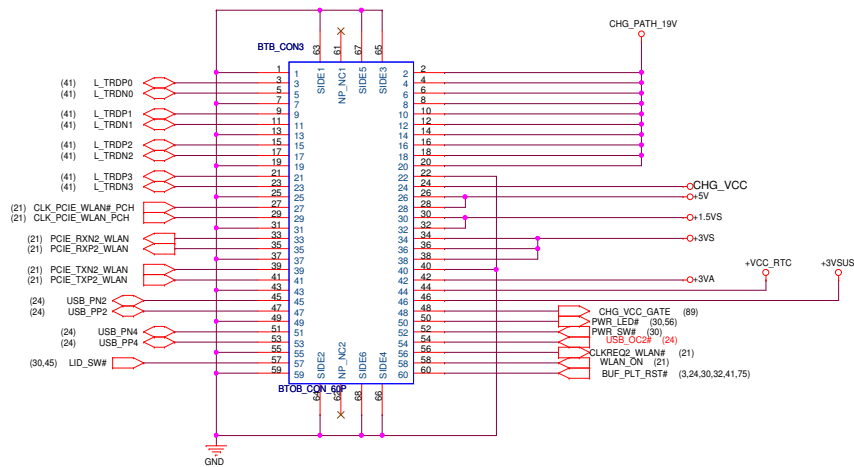 CHG_PATH_19V
BTB_CON3
63 61 67 65
SIDE1 NP_NC1 SIDE5 SIDE3
1 1 2 2
(41) L_TRDP0 3 3 4 4
(41) L_TRDN0 5 5 6 6
7 7 8 8
(41) L_TRDP1 9 9 10 10
(41) L_TRDN1 11 11 12 12
13 13 14 14
(41) L_TRDP2 15 15 16 16
(41) L_TRDN2 17 17 18 18
19 19 20 20
(41) L_TRDP3 21 21 22 22
(41) L_TRDN3 23 23 24 24 CHG_VCC
25 25 26 26 +5V
(21) CLK_PCIE_WLAN#_PCH 27 27 28 28
(21) CLK_PCIE_WLAN_PCH 29 29 30 30 +1.5VS
31 31 32 32
(21) PCIE_RXN2_WLAN 33 33 34 34 +3VS
(21) PCIE_RXP2_WLAN 35 35 36 36
37 37 38 38
(21) PCIE_TXN2_WLAN 39 39 40 40
+VCC_RTC +3VSUS
(21) PCIE_TXP2_WLAN 41 41 42 42 +3VA
43 43 44 44
(24) USB_PN2 45 45 46 46
(24) USB_PP2 47 47 48 48 CHG_VCC_GATE (89)
49 49 50 50 PWR_LED# (30,56)
(24) USB_PN4 51 51 52 52 PWR_SW# (30)
(24) USB_PP4 53 53 54 54 USB_OC2# (24)
55 55 56 56 CLKREQ2_WLAN# (21)
(30,45) LID_SW# 57 57 58 58 WLAN_ON (21)
59 59 60 60 BUF_PLT_RST# (3,24,30,32,41,75)
SIDE2 NP_NC2 SIDE6 SIDE4
BTOB_CON_60P
64 62 68 66
GND